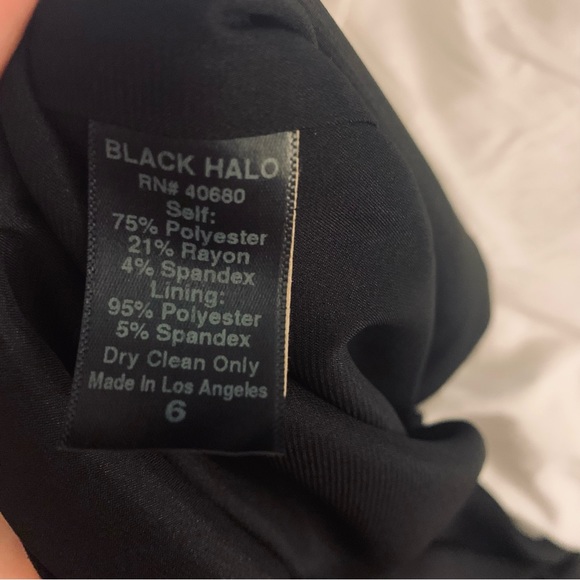 BLACK HALO
RN# 40680
Self:
75% Polyester
21% Rayon
4% Spandex
Lining:
95% Polyester
5% Spandex
Dry Clean Only
Made In Los Angeles
6